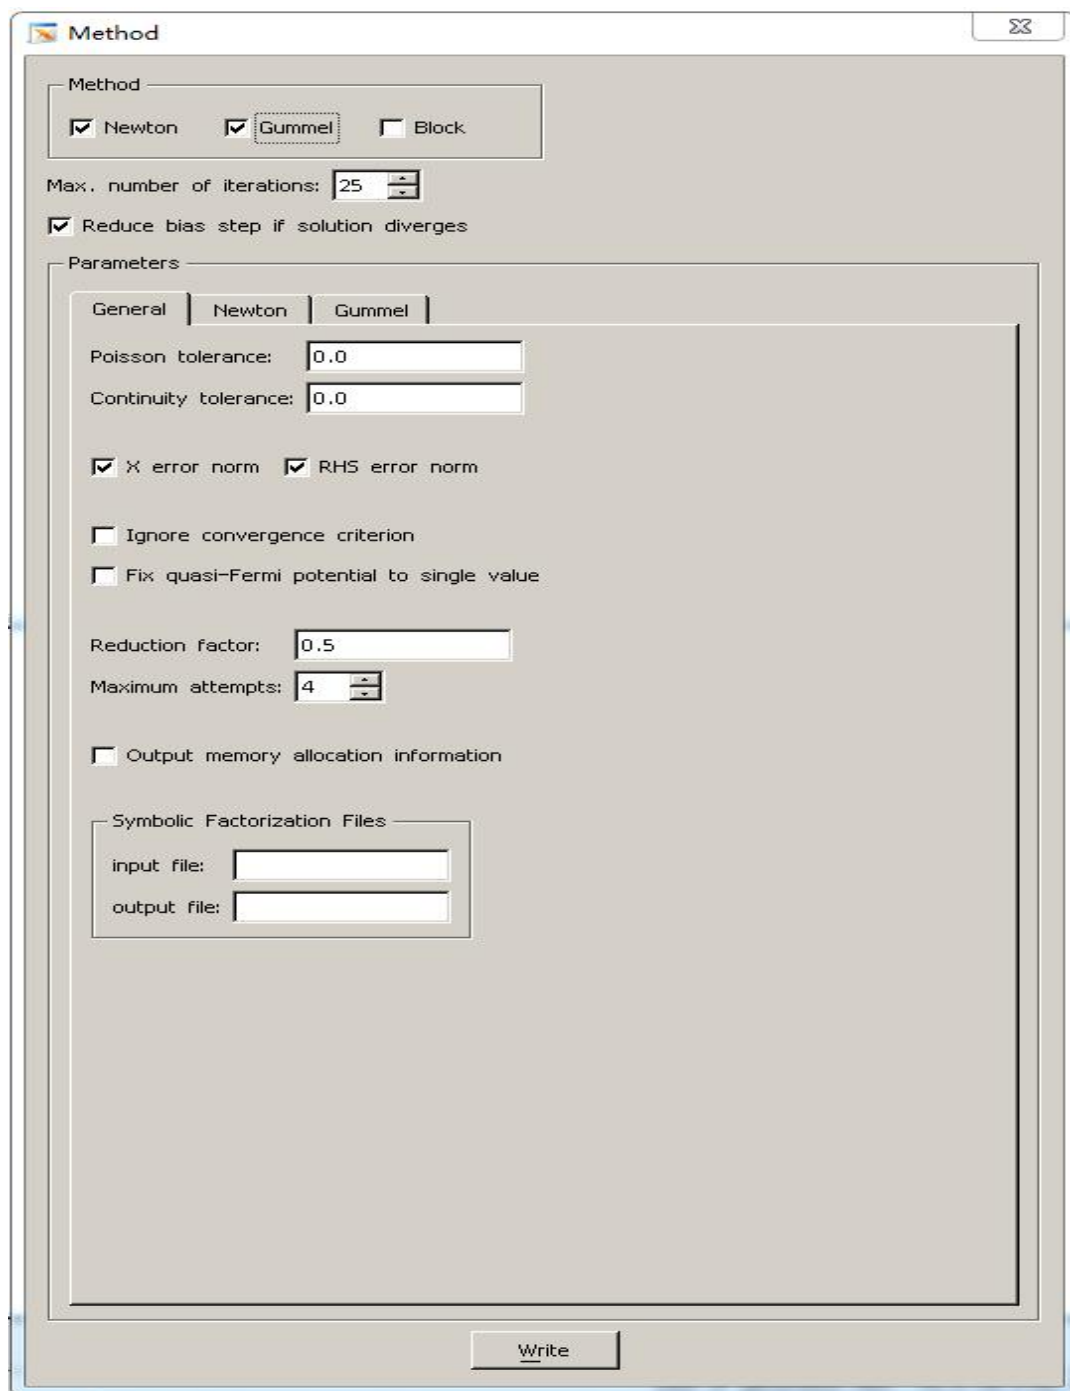 Method
Method
Newton Gummel Block
Max. number of iterations: 25
Reduce bias step if solution diverges
Parameters
General Newton Gummel
Poisson tolerance: 0.0
Continuity tolerance: 0.0
X error norm RHS error norm
Ignore convergence criterion
Fix quasi-Fermi potential to single value
Reduction factor: 0.5
Maximum attempts: 4
Output memory allocation information
Symbolic Factorization Files
input file:
output file:
Write